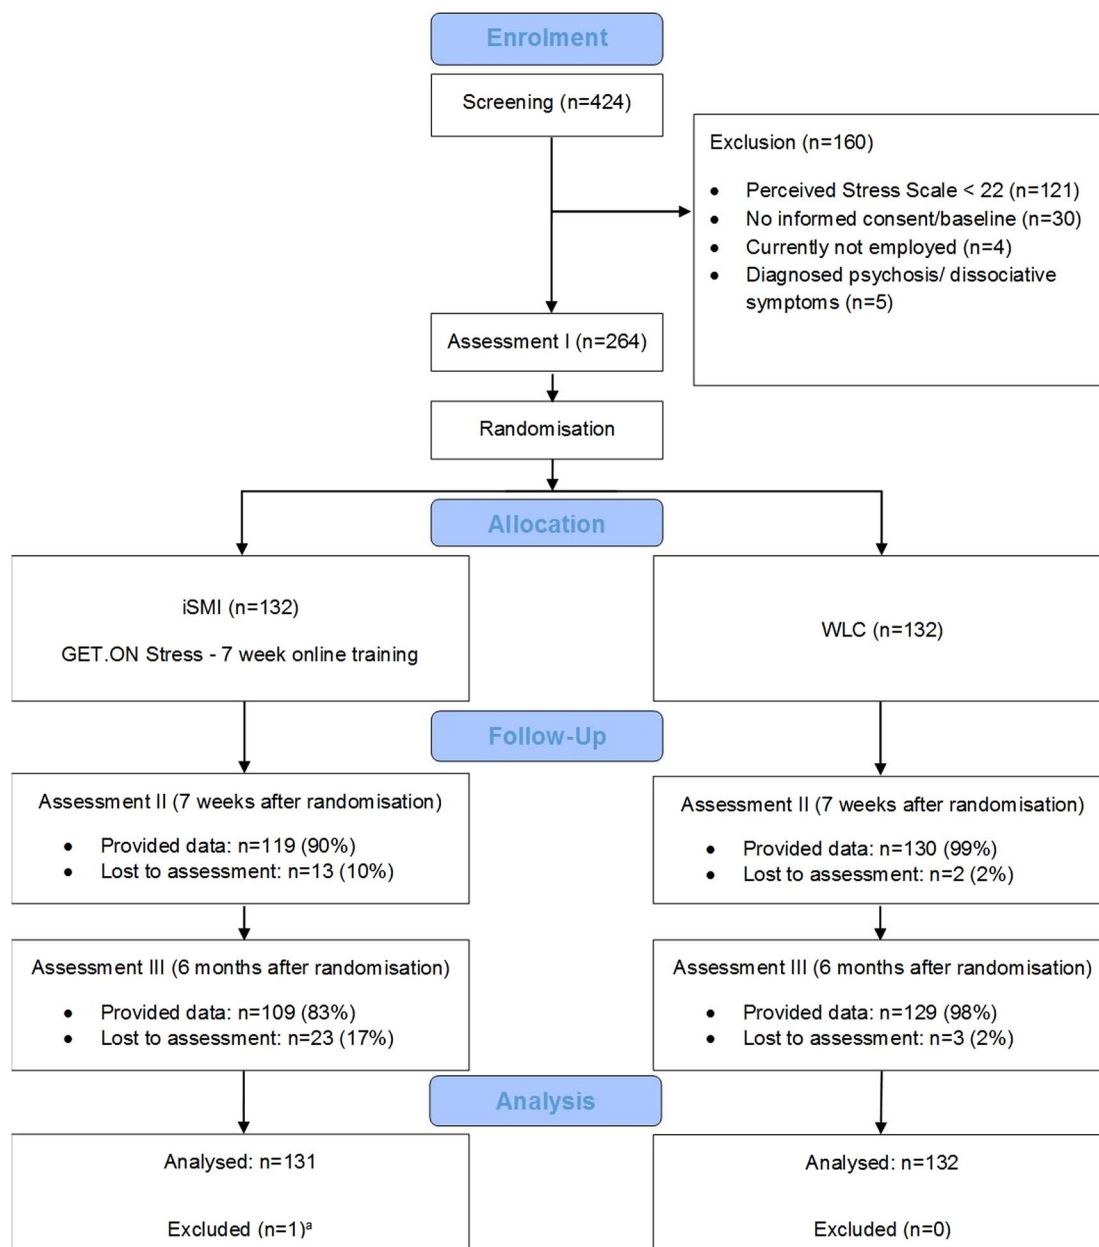 Enrolment
Screening (n=424)
Exclusion (n=160)
● Perceived Stress Scale < 22 (n=121)
● No informed consent/baseline (n=30)
● Currently not employed (n=4)
● Diagnosed psychosis/ dissociative
symptoms (n=5)
Assessment I (n=264)
Randomisation
Allocation
iSMI (n=132)
GET.ON Stress - 7 week online training
WLC (n=132)
Follow-Up
Assessment II (7 weeks after randomisation)
● Provided data: n=119 (90%)
● Lost to assessment: n=13 (10%)
Assessment II (7 weeks after randomisation)
● Provided data: n=130 (99%)
● Lost to assessment: n=2 (2%)
Assessment III (6 months after randomisation)
● Provided data: n=109 (83%)
● Lost to assessment: n=23 (17%)
Assessment III (6 months after randomisation)
● Provided data: n=129 (98%)
● Lost to assessment: n=3 (2%)
Analysis
Analysed: n=131
Excluded (n=1)ᵃ
Analysed: n=132
Excluded (n=0)